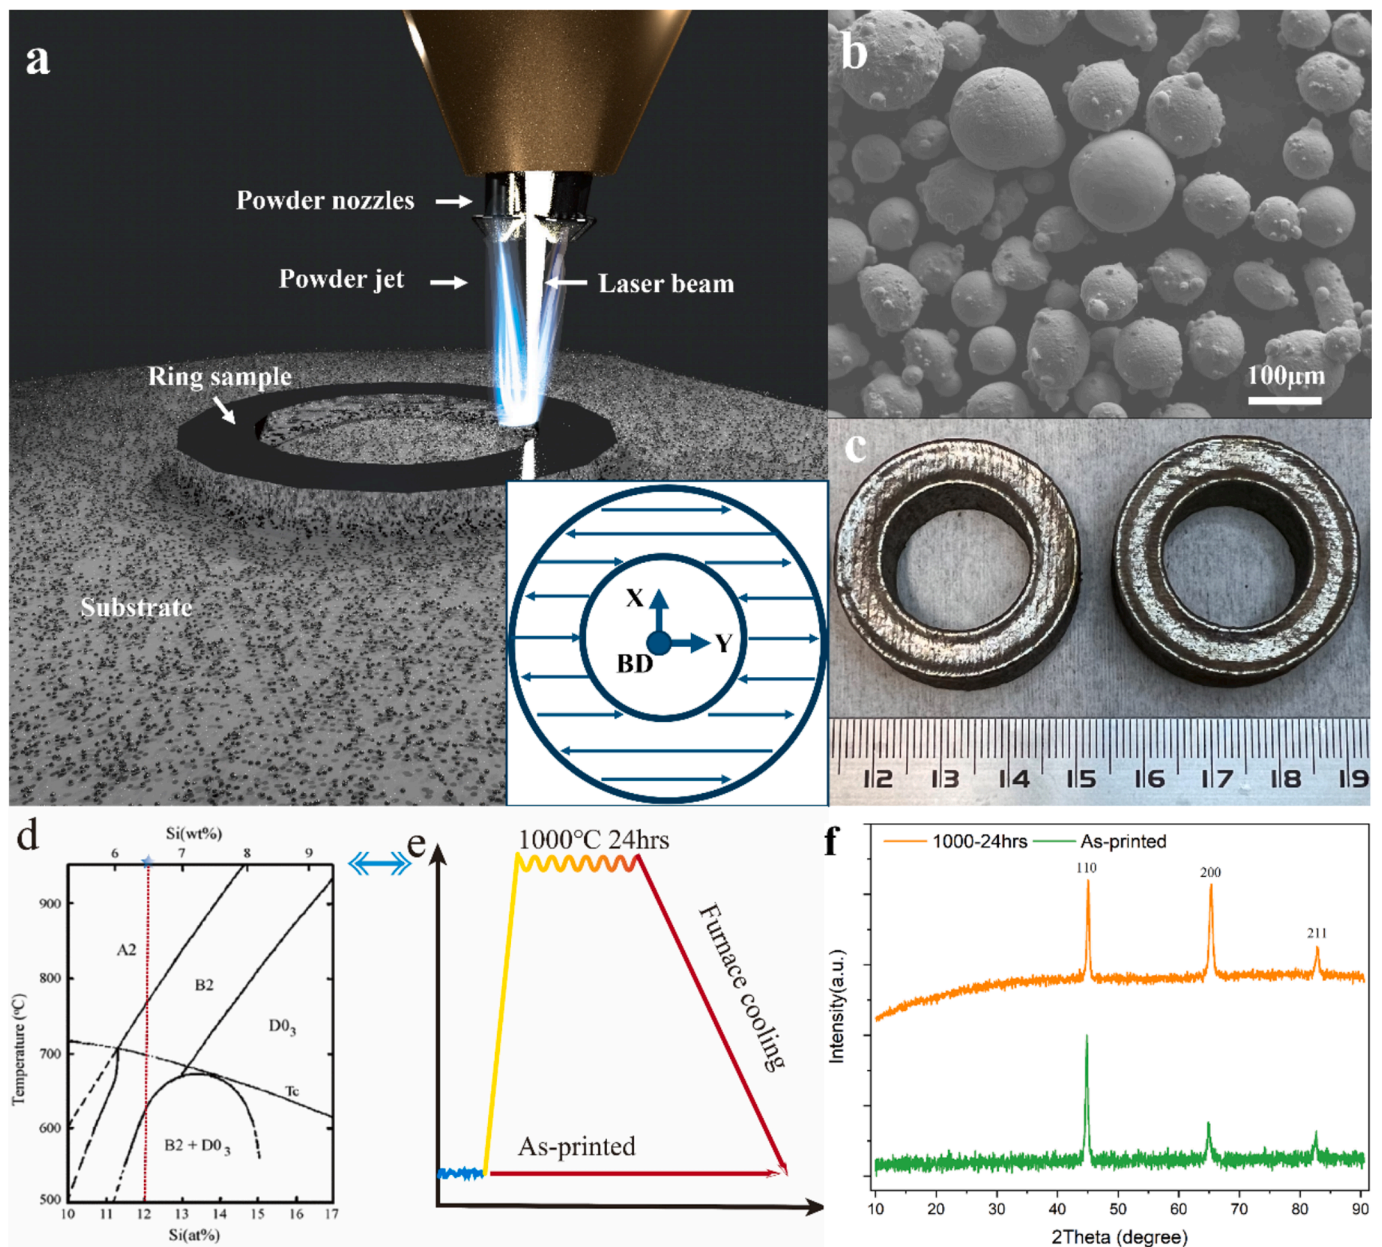 a
Powder nozzles
Powder jet
Laser beam
Ring sample
Substrate
X
Y
BD
b
100μm
c
12 13 14 15 16 17 18 19
d
Si(wt%)
6 7 8 9
900
800
700
600
500
Temperature (°C)
A2
B2
D0₃
Tc
B2 + D0₃
10 11 12 13 14 15 16 17
Si(at%)
e
1000°C 24hrs
Furnace cooling
As-printed
f
1000-24hrs
As-printed
110
200
211
Intensity(a.u.)
10 20 30 40 50 60 70 80 90
2Theta (degree)